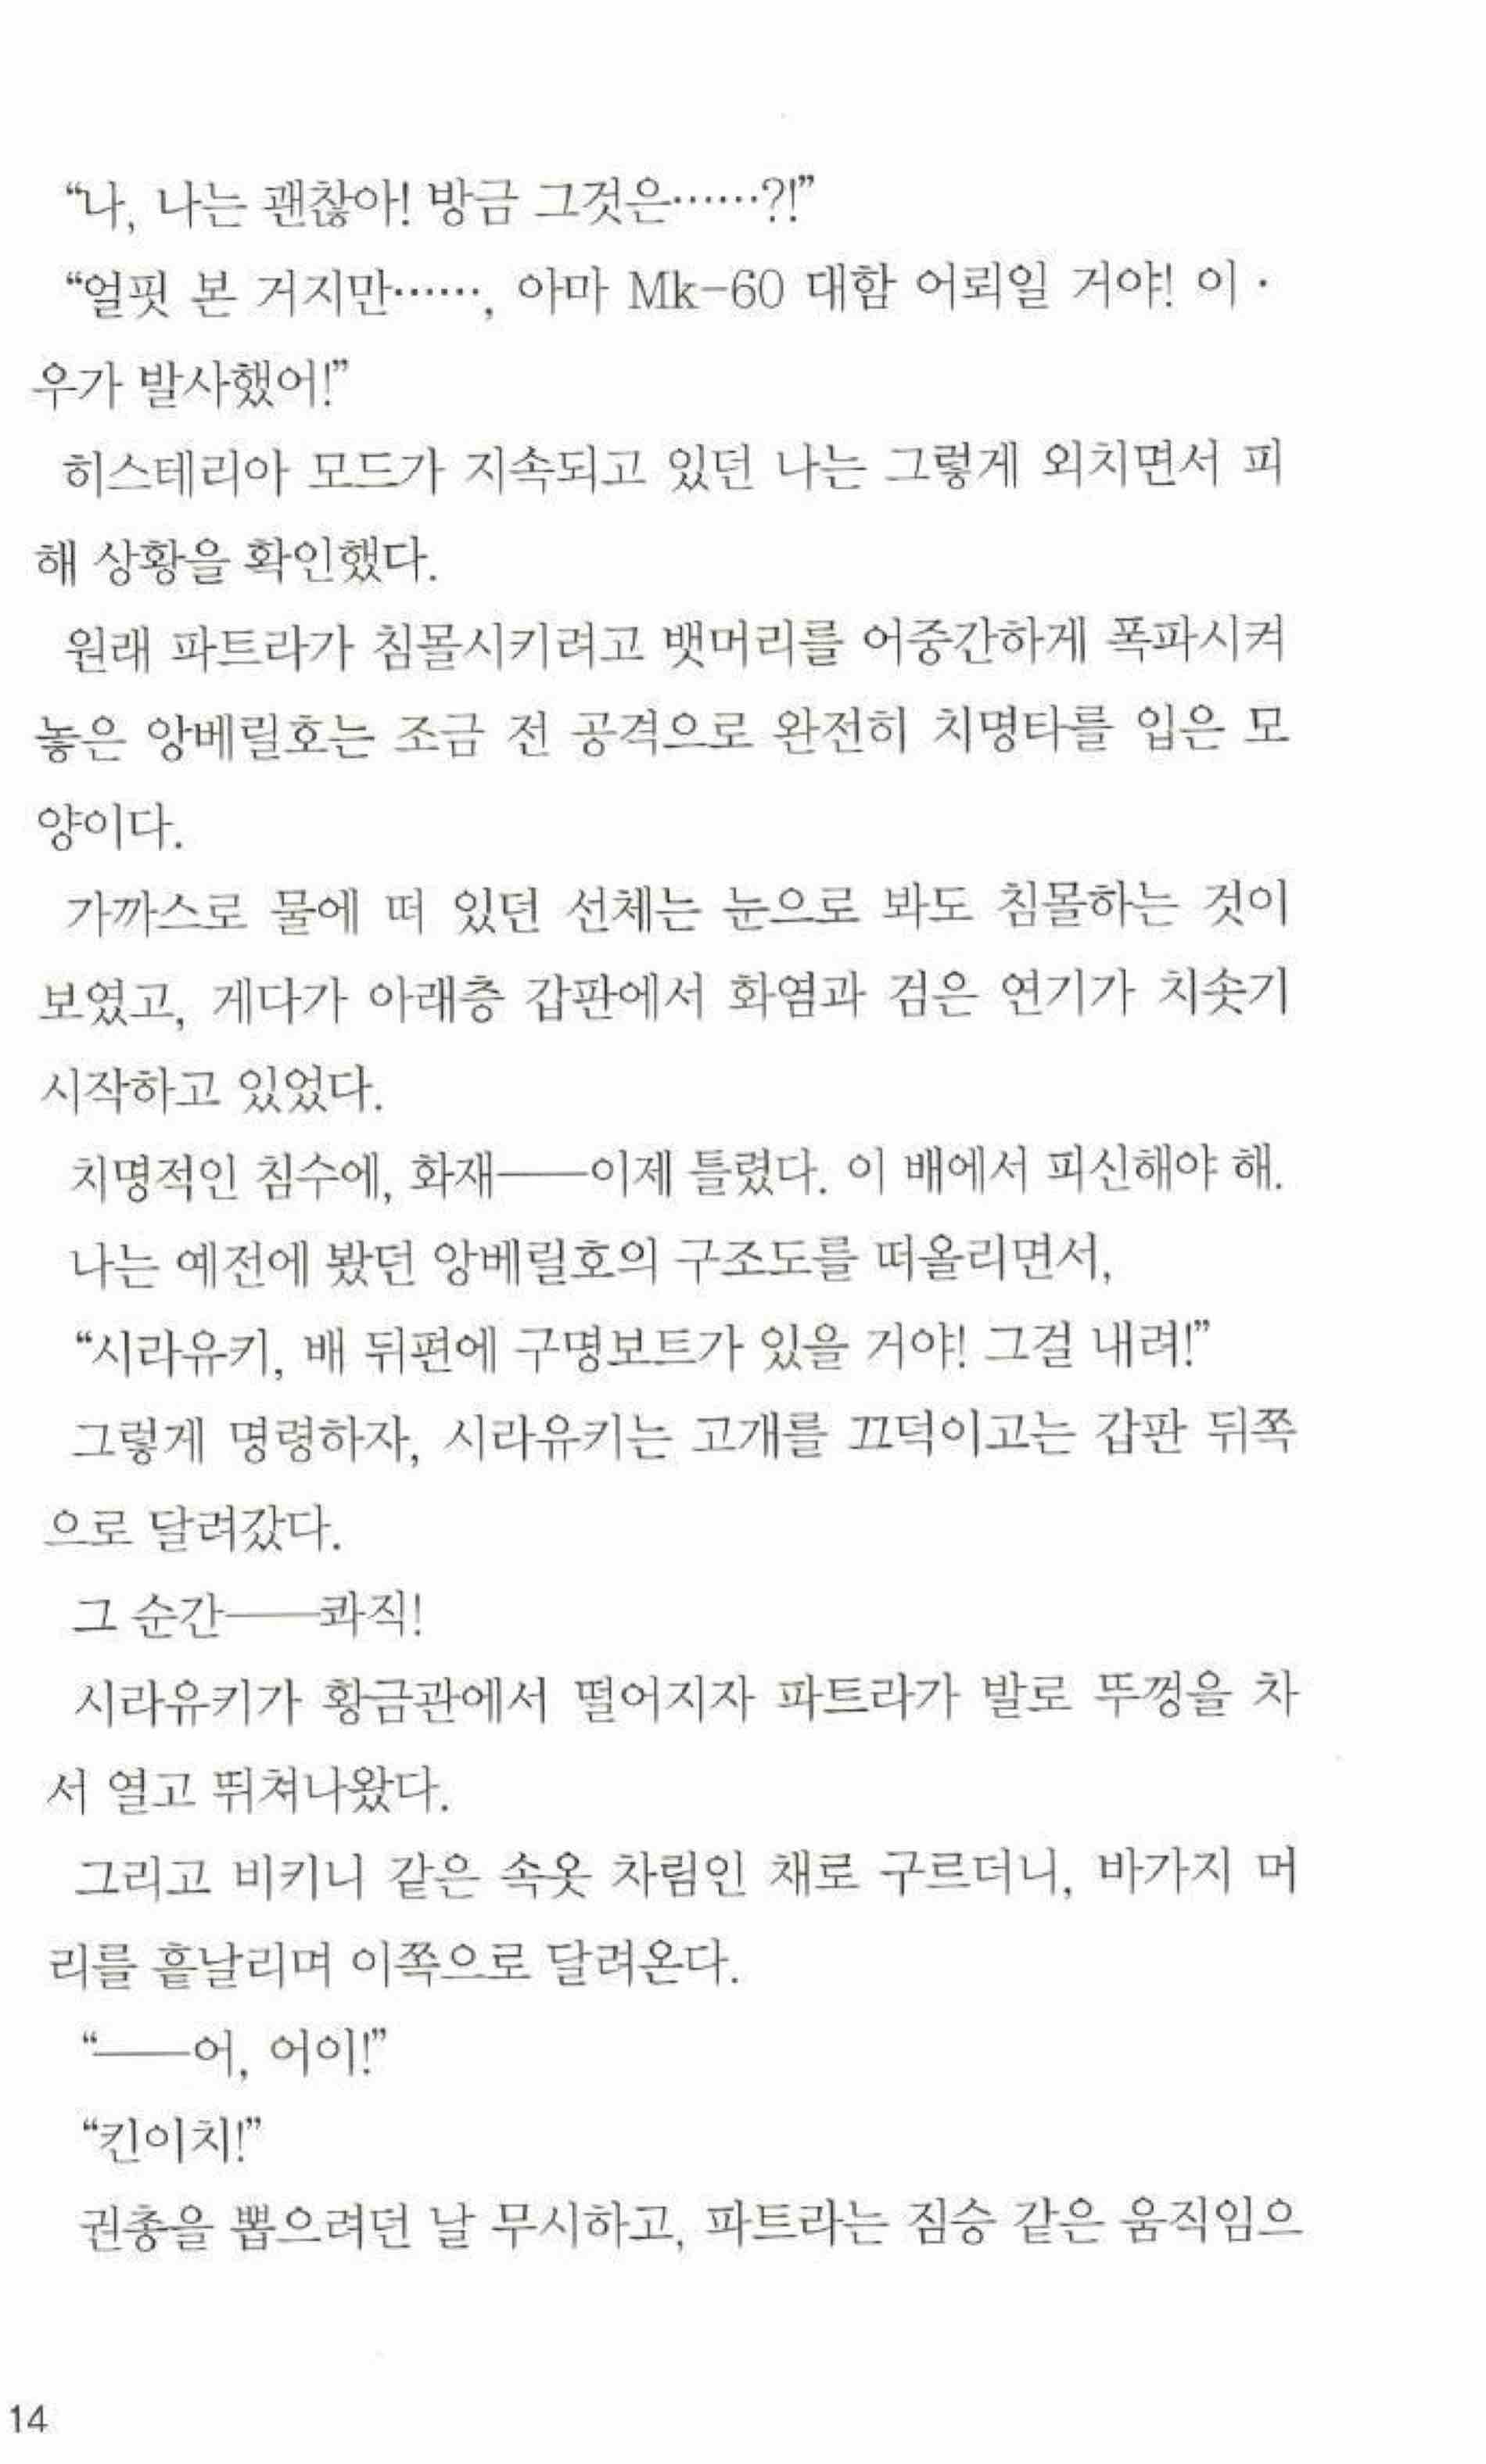 “나, 나는 괜찮아! 방금 그것은……?!”
“얼핏 본 거지만……, 아마 Mk-60 대함 어뢰일 거야! 이·
우가 발사했어!”
히스테리아 모드가 지속되고 있던 나는 그렇게 외치면서 피
해 상황을 확인했다.
원래 파트라가 침몰시키려고 뱃머리를 어중간하게 폭파시켜
놓은 앙베릴호는 조금 전 공격으로 완전히 치명타를 입은 모
양이다.
가까스로 물에 떠 있던 선체는 눈으로 봐도 침몰하는 것이
보였고, 게다가 아래층 갑판에서 화염과 검은 연기가 치솟기
시작하고 있었다.
치명적인 침수에, 화재──이제 틀렸다. 이 배에서 피신해야 해.
나는 예전에 봤던 앙베릴호의 구조도를 떠올리면서,
“시라유키, 배 뒤편에 구명보트가 있을 거야! 그걸 내려!”
그렇게 명령하자, 시라유키는 고개를 끄덕이고는 갑판 뒤쪽
으로 달려갔다.
그 순간──콰직!
시라유키가 황금관에서 떨어지자 파트라가 발로 뚜껑을 차
서 열고 뛰쳐나왔다.
그리고 비키니 같은 속옷 차림인 채로 구르더니, 바가지 머
리를 흩날리며 이쪽으로 달려온다.
“──어, 어이!”
“킨이치!”
권총을 뽑으려던 날 무시하고, 파트라는 짐승 같은 움직임으
14